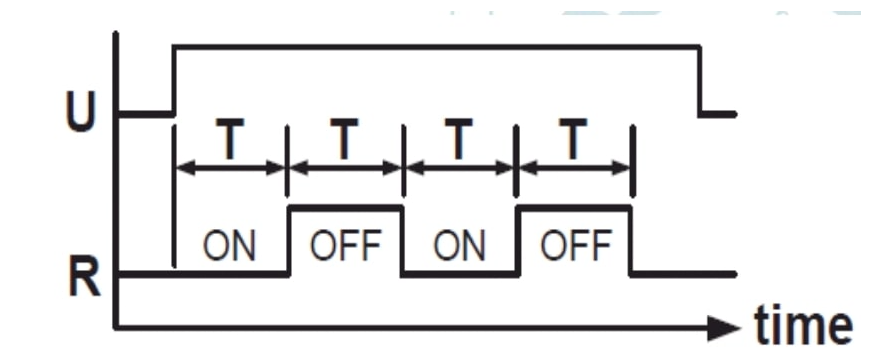 U
T T T T
ON OFF ON OFF
R
time